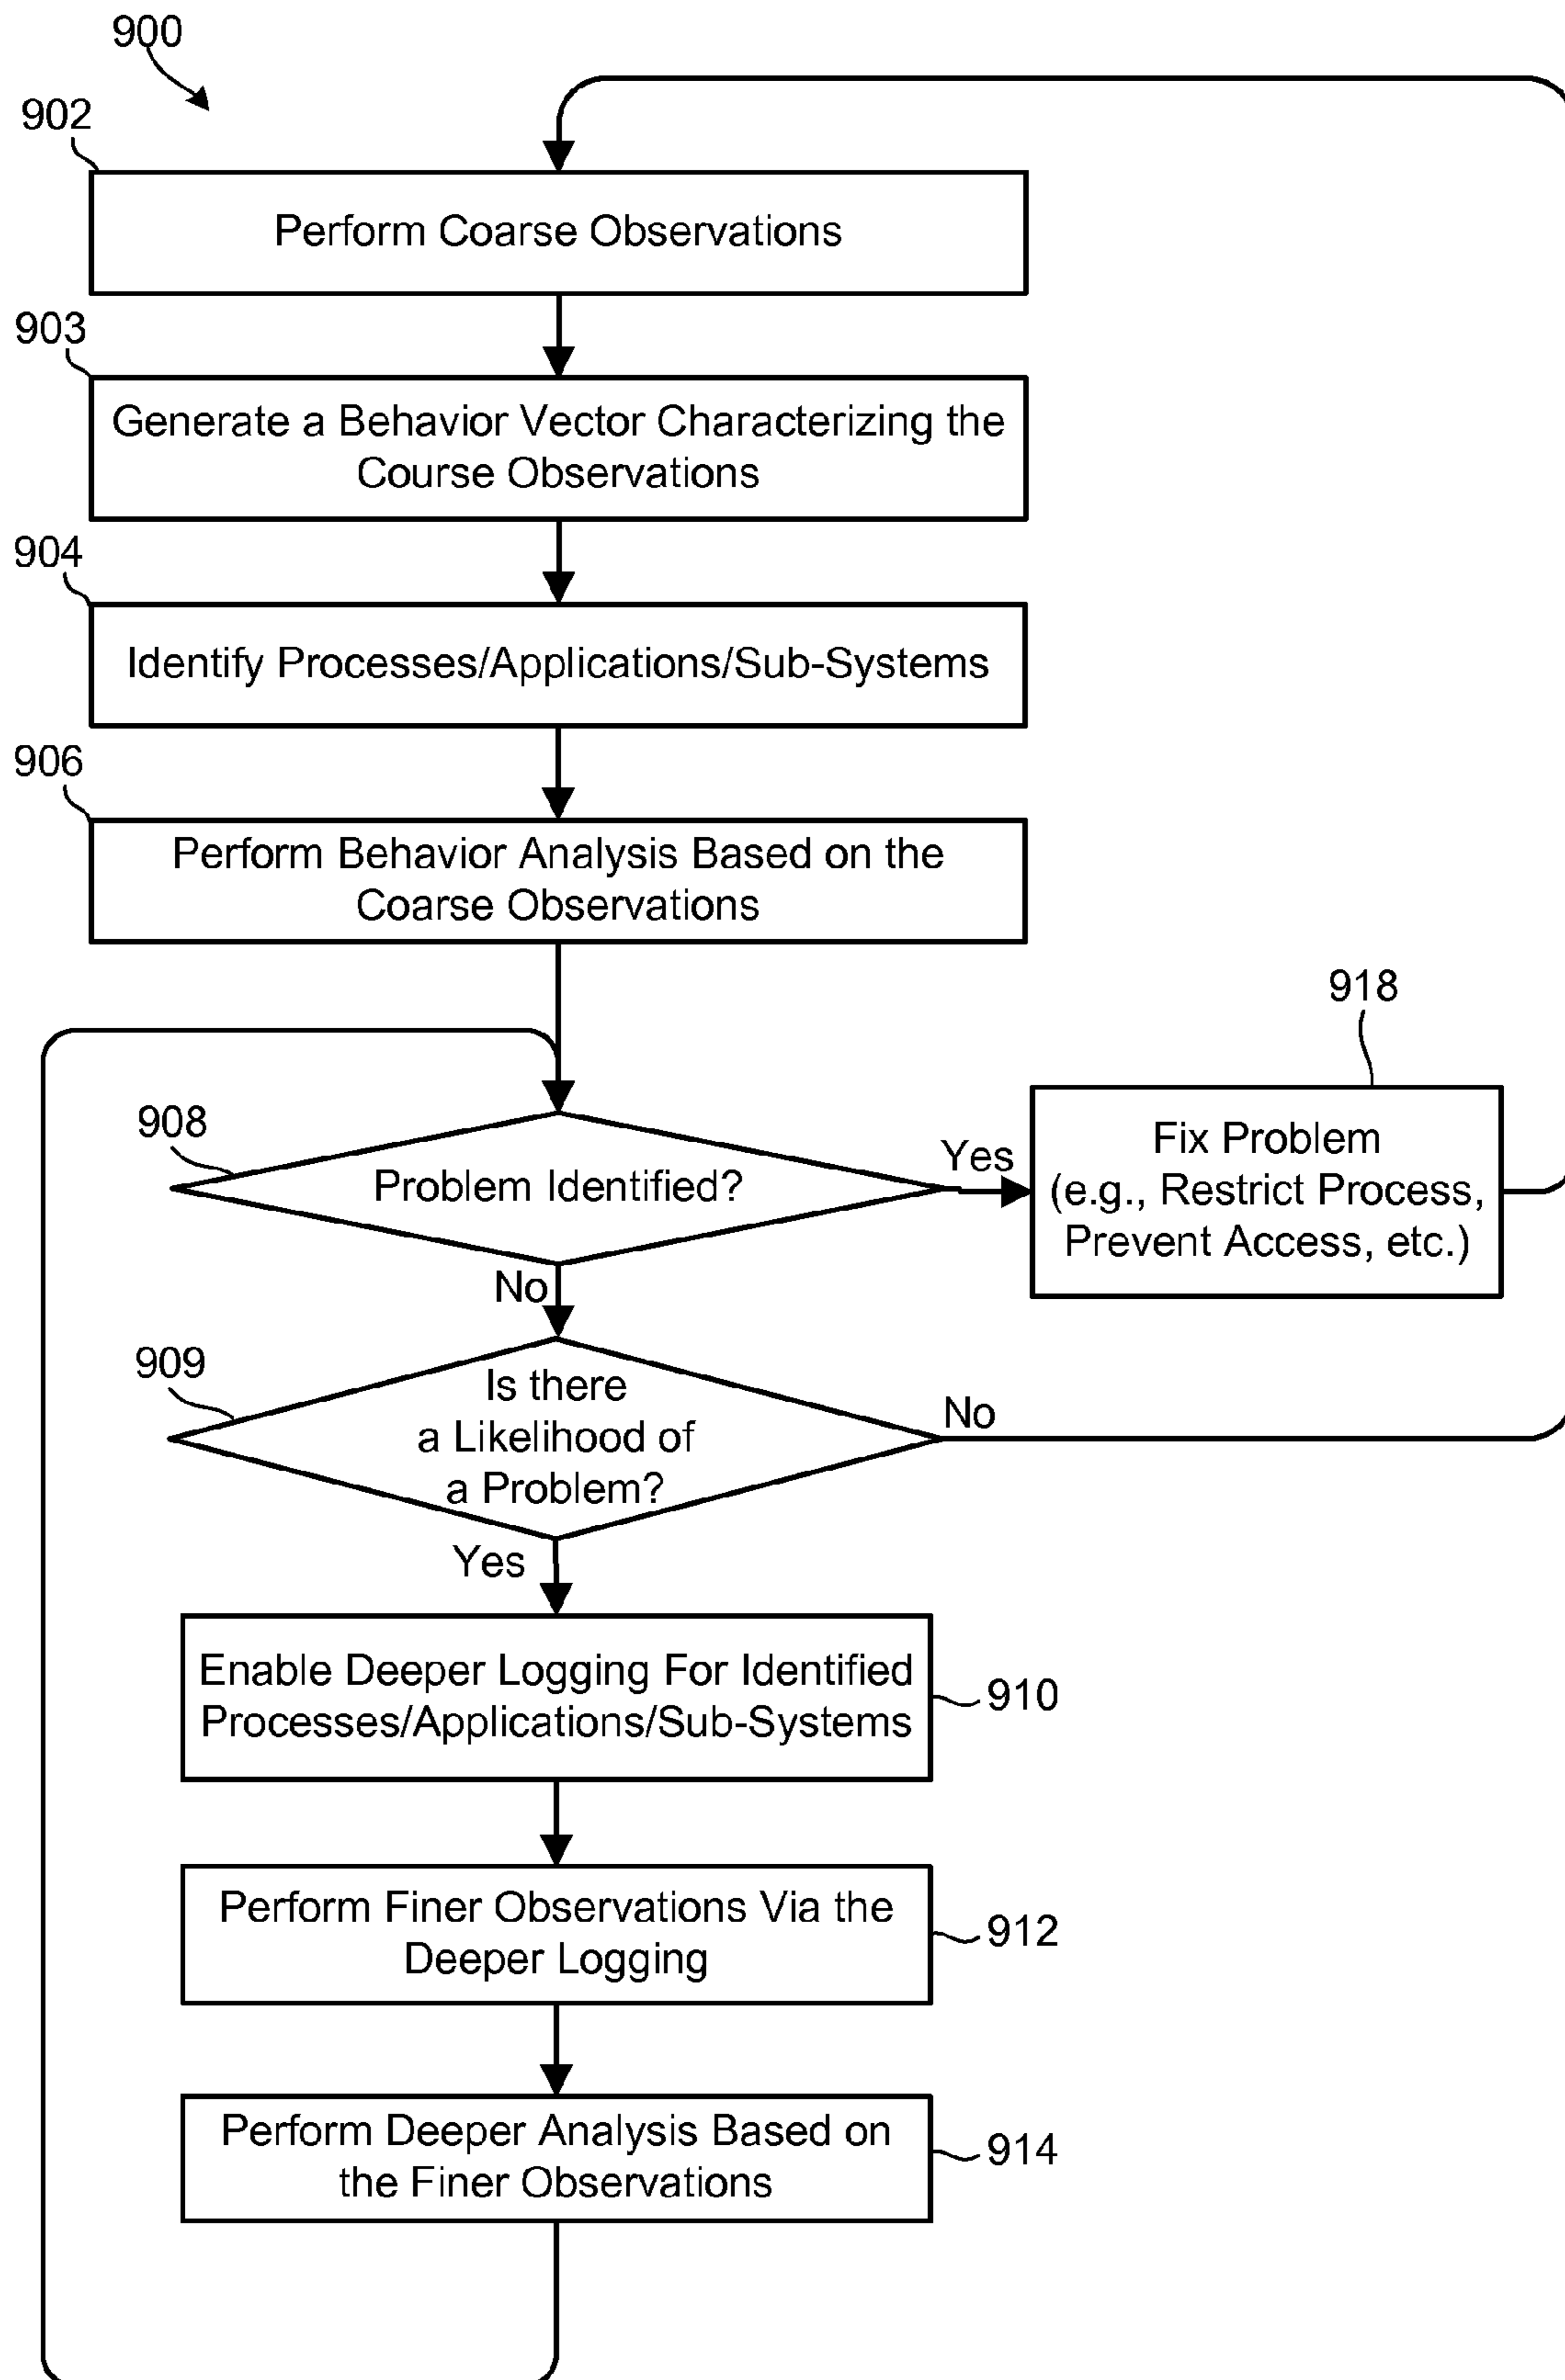 900
902
Perform Coarse Observations
903
Generate a Behavior Vector Characterizing the
Course Observations
904
Identify Processes/Applications/Sub-Systems
906
Perform Behavior Analysis Based on the
Coarse Observations
918
908
Problem Identified?
Yes
Fix Problem
(e.g., Restrict Process,
Prevent Access, etc.)
No
909
Is there
a Likelihood of
a Problem?
No
Yes
Enable Deeper Logging For Identified
Processes/Applications/Sub-Systems
910
Perform Finer Observations Via the
Deeper Logging
912
Perform Deeper Analysis Based on
the Finer Observations
914